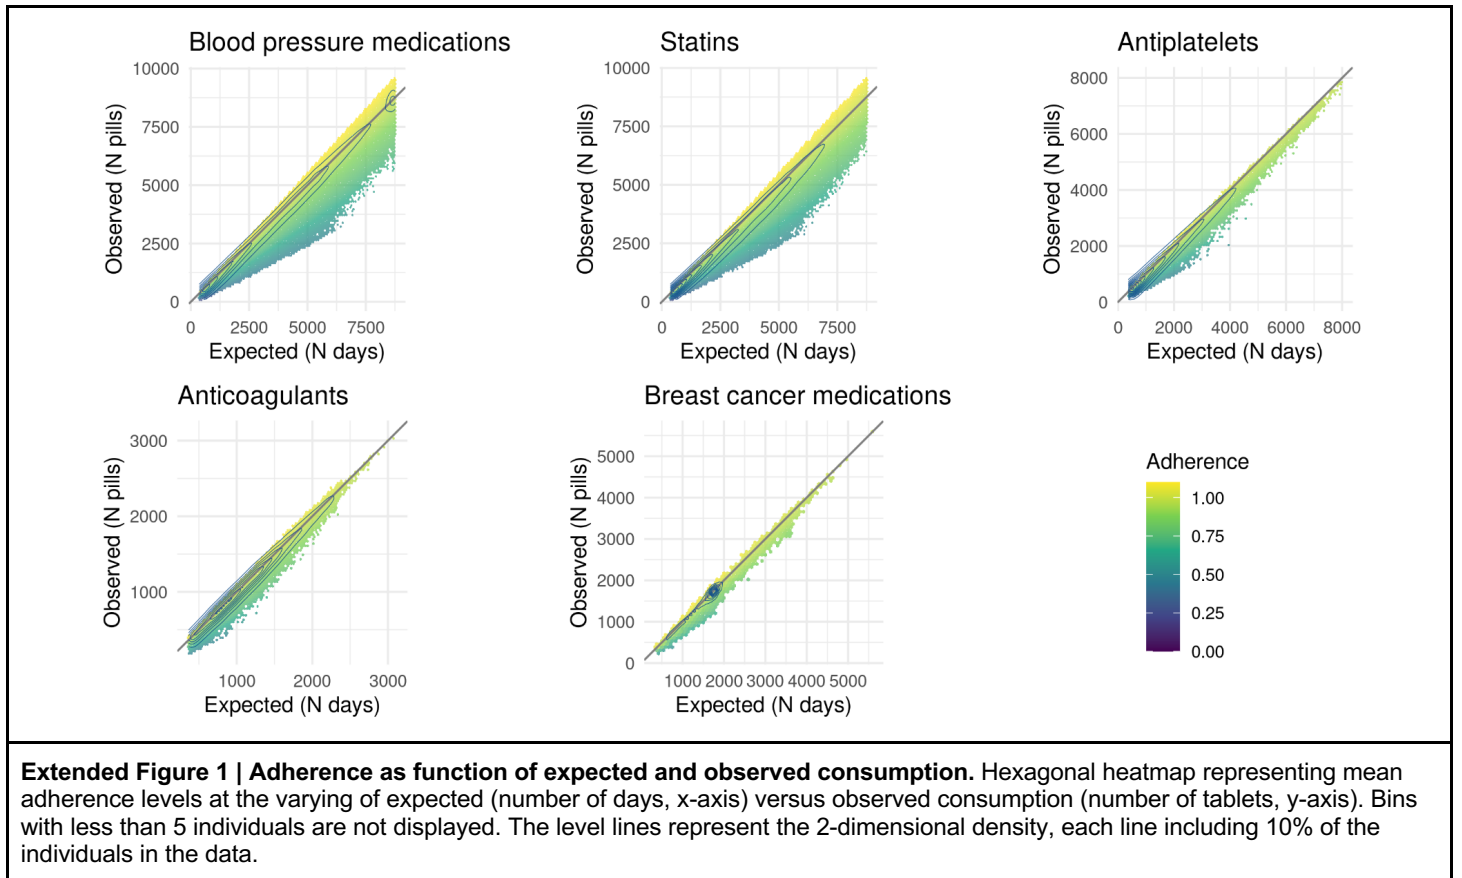 Blood pressure medications
10000
7500
5000
2500
0
Observed (N pills)
0 2500 5000 7500
Expected (N days)
Statins
10000
7500
5000
2500
0
Observed (N pills)
0 2500 5000 7500
Expected (N days)
Antiplatelets
8000
6000
4000
2000
0
Observed (N pills)
0 2000 4000 6000 8000
Expected (N days)
Anticoagulants
3000
2000
1000
Observed (N pills)
1000 2000 3000
Expected (N days)
Breast cancer medications
5000
4000
3000
2000
1000
0
Observed (N pills)
1000 2000 3000 4000 5000
Expected (N days)
Adherence
1.00
0.75
0.50
0.25
0.00
Extended Figure 1 | Adherence as function of expected and observed consumption. Hexagonal heatmap representing mean
adherence levels at the varying of expected (number of days, x-axis) versus observed consumption (number of tablets, y-axis). Bins
with less than 5 individuals are not displayed. The level lines represent the 2-dimensional density, each line including 10% of the
individuals in the data.